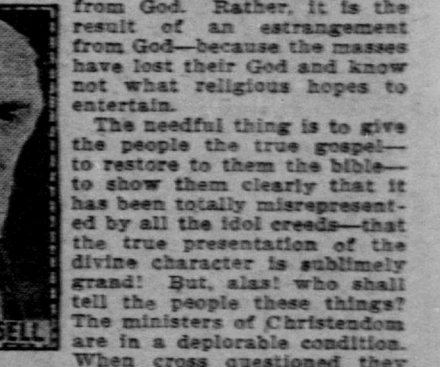 from God. Rather, it is the
result of an estrangement
from God—because the masses
have lost their God and know
not what religious hopes to
entertain.
The needful thing is to give
the people the true gospel—
to restore to them the bible—
to show them clearly that it
has been totally misrepresent-
ed by all the idol creeds—that
the true presentation of the
divine character is sublimely
grand! But, alas! who shall
tell the people these things?
SELL
The ministers of Christendom
are in a deplorable condition.
When cross questioned they